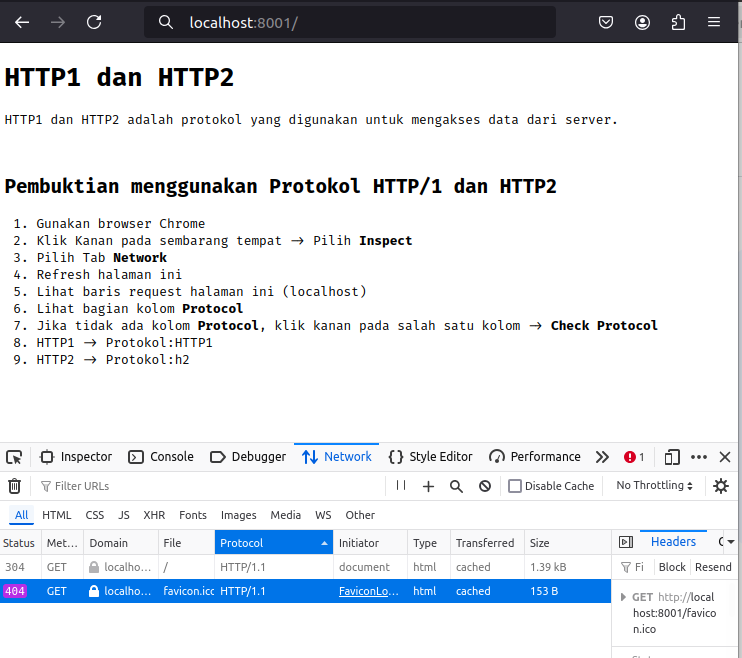 localhost:8001/
HTTP1 dan HTTP2
HTTP1 dan HTTP2 adalah protokol yang digunakan untuk mengakses data dari server.
Pembuktian menggunakan Protokol HTTP/1 dan HTTP2
1. Gunakan browser Chrome
2. Klik Kanan pada sembarang tempat → Pilih Inspect
3. Pilih Tab Network
4. Refresh halaman ini
5. Lihat baris request halaman ini (localhost)
6. Lihat bagian kolom Protocol
7. Jika tidak ada kolom Protocol, klik kanan pada salah satu kolom → Check Protocol
8. HTTP1 → Protokol:HTTP1
9. HTTP2 → Protokol:h2
Inspector Console Debugger Network Style Editor Performance 1
Filter URLs Disable Cache No Throttling
All HTML CSS JS XHR Fonts Images Media WS Other
Status Met... Domain File Protocol Initiator Type Transferred Size Headers
304 GET localho... / HTTP/1.1 document html cached 1.39 kB Fi Block Resend
404 GET localho... favicon.ico HTTP/1.1 FaviconLo... html cached 153 B
GET http://local
host:8001/favico
n.ico